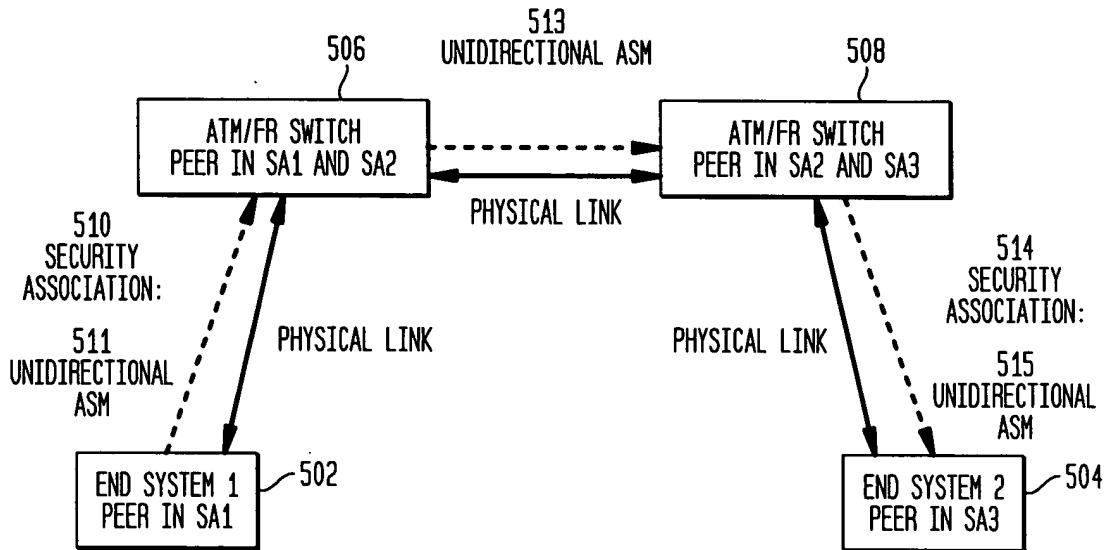 513
UNIDIRECTIONAL ASM
506
508
ATM/FR SWITCH
PEER IN SA1 AND SA2
ATM/FR SWITCH
PEER IN SA2 AND SA3
PHYSICAL LINK
510
SECURITY
ASSOCIATION:
514
SECURITY
ASSOCIATION:
PHYSICAL LINK
PHYSICAL LINK
511
UNIDIRECTIONAL
ASM
515
UNIDIRECTIONAL
ASM
END SYSTEM 1
PEER IN SA1
502
END SYSTEM 2
PEER IN SA3
504